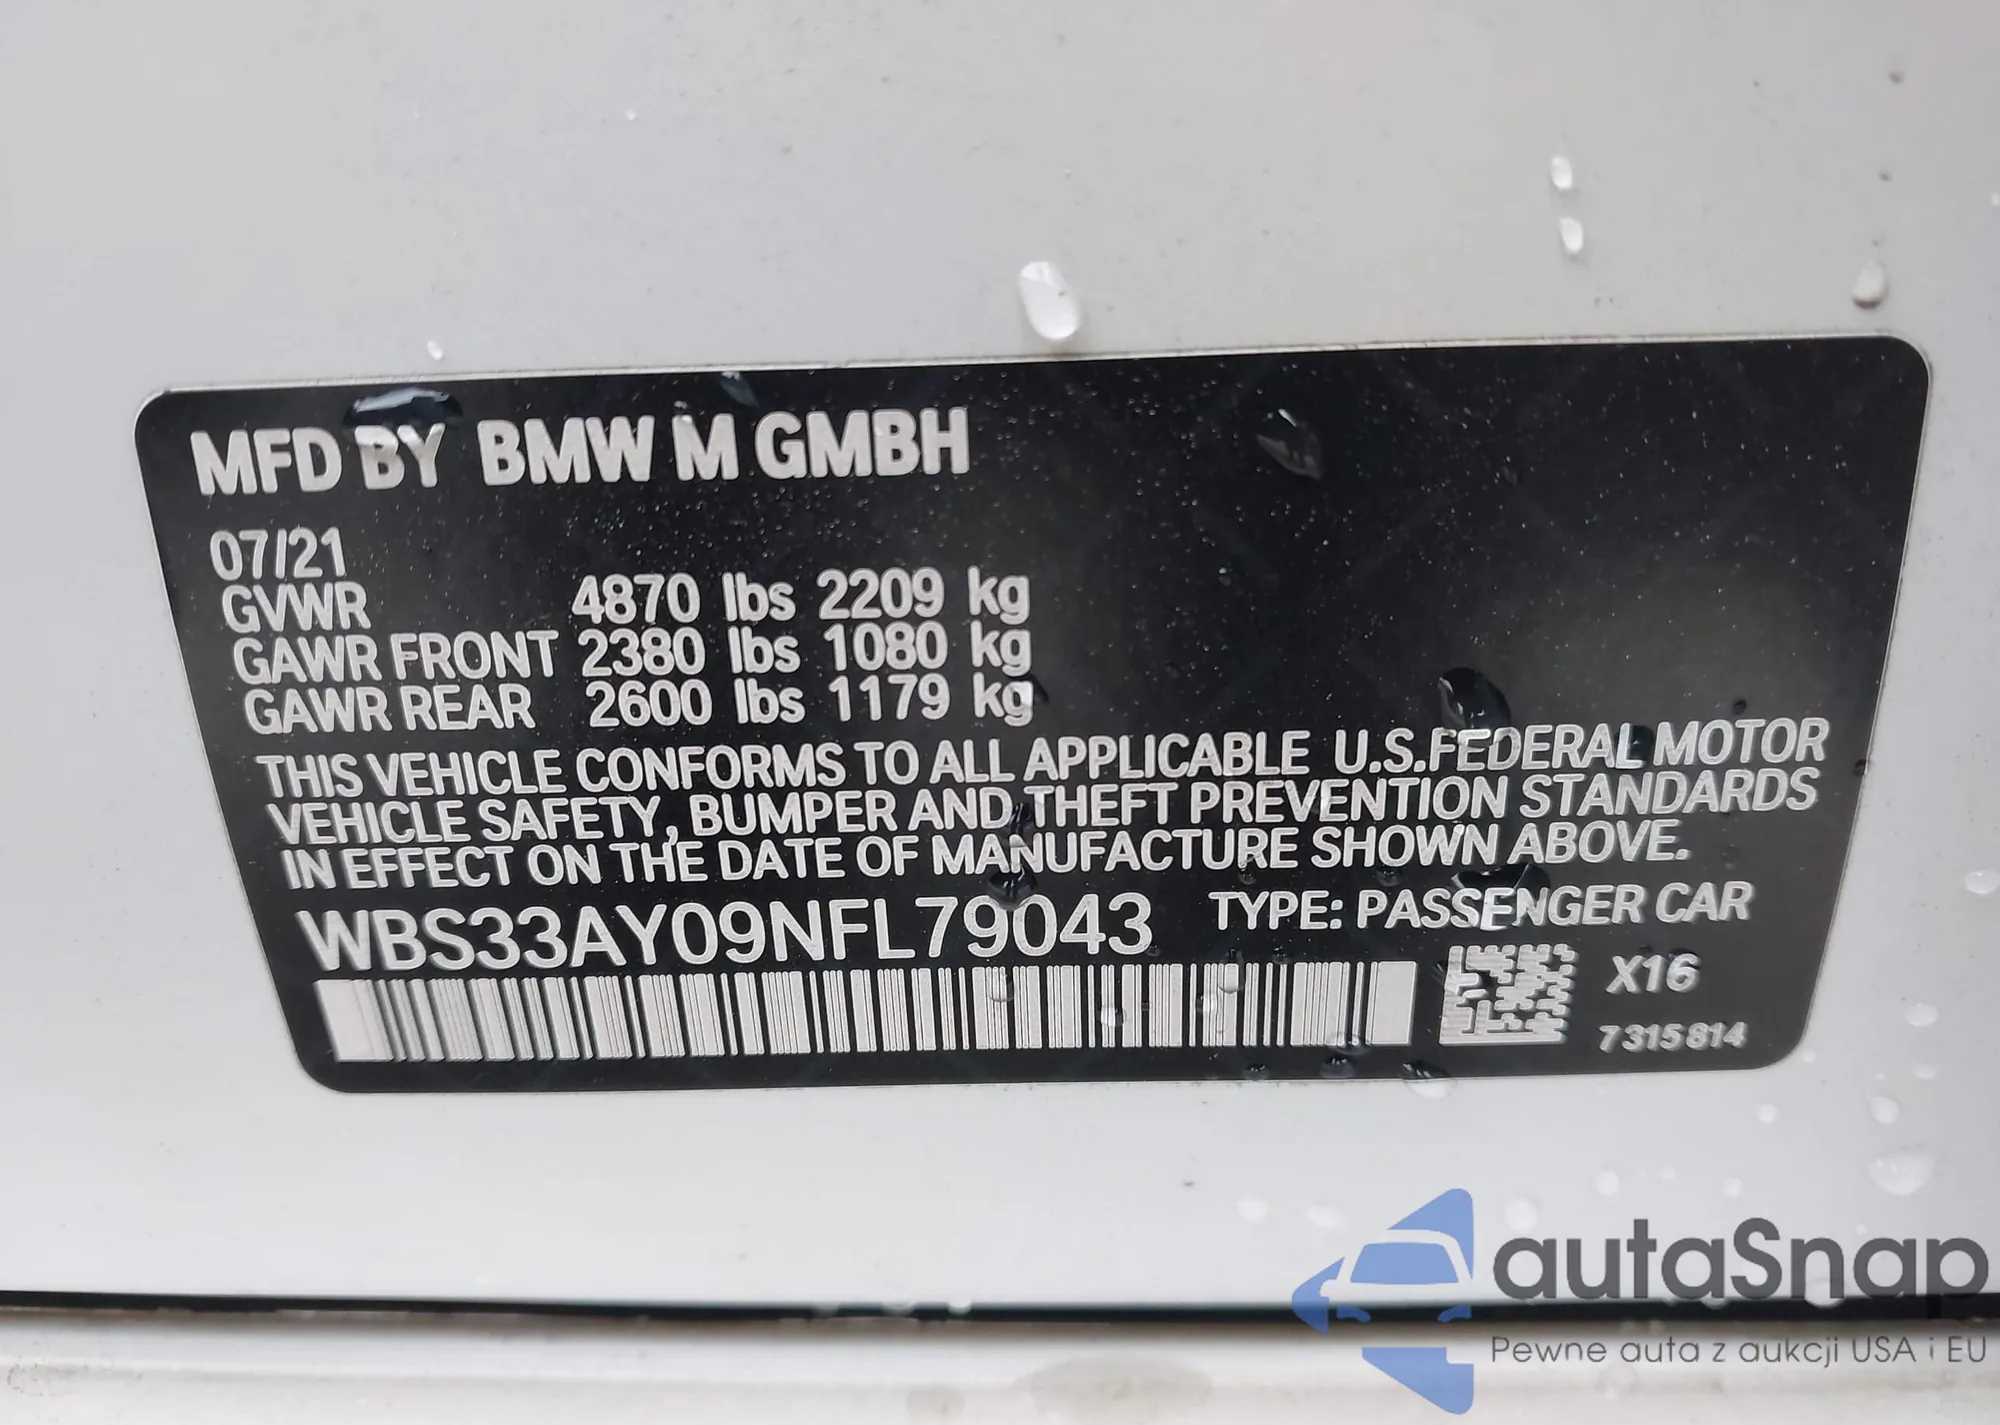 MFD BY BMW M GMBH
07/21
GVWR 4870 lbs 2209 kg
GAWR FRONT 2380 lbs 1080 kg
GAWR REAR 2600 lbs 1179 kg
THIS VEHICLE CONFORMS TO ALL APPLICABLE U.S.FEDERAL MOTOR
VEHICLE SAFETY, BUMPER AND THEFT PREVENTION STANDARDS
IN EFFECT ON THE DATE OF MANUFACTURE SHOWN ABOVE.
WBS33AY09NFL79043 TYPE: PASSENGER CAR
X16
7315814
autaSnap
Pewne auta z aukcji USA i EU